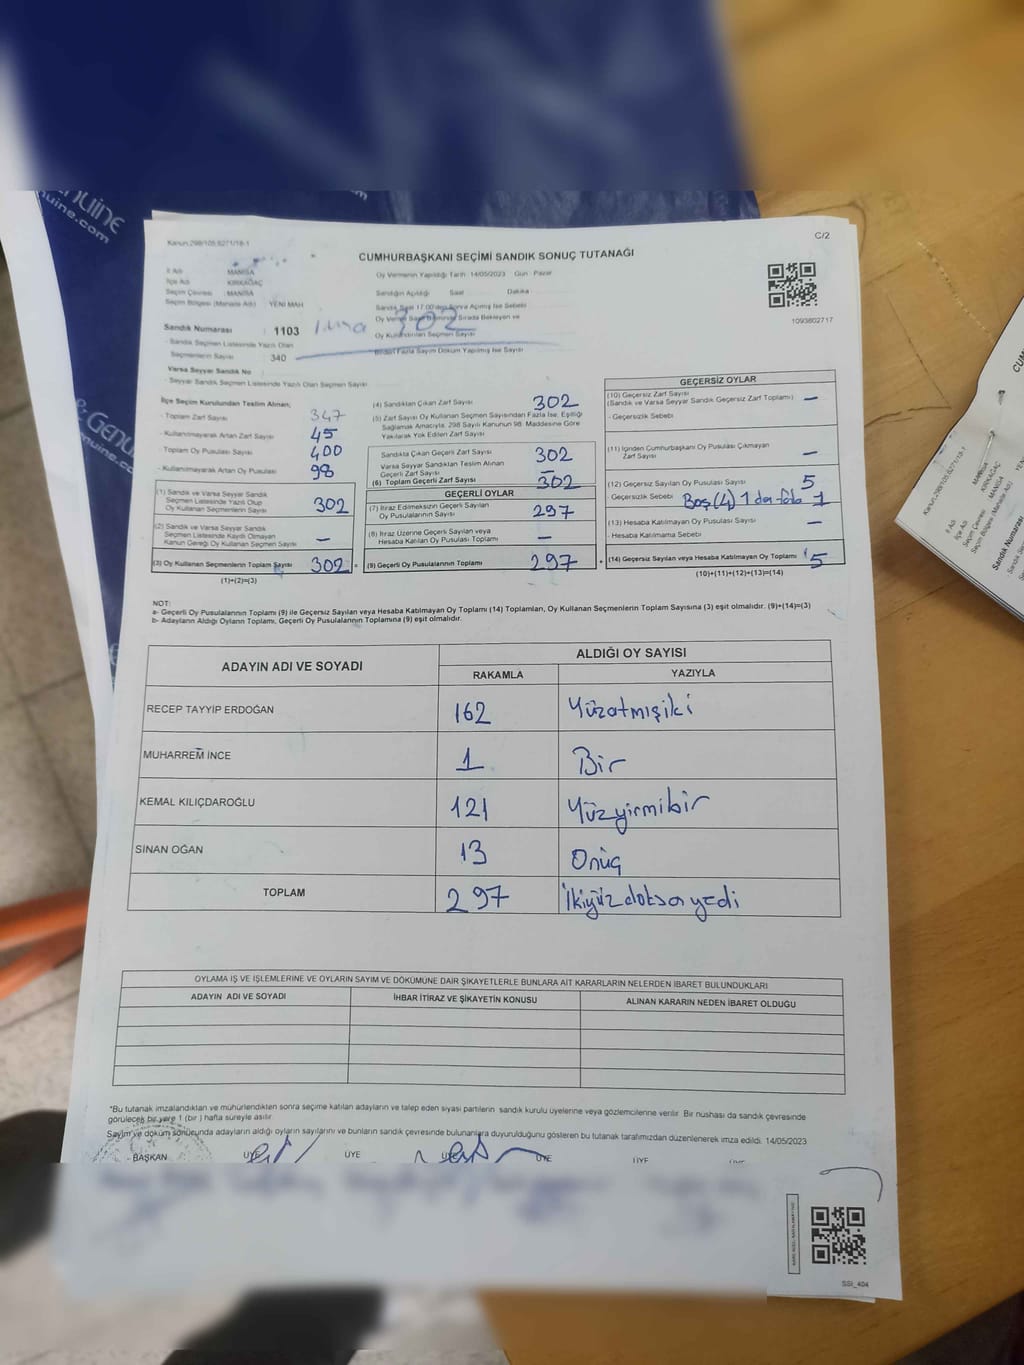 nuine
nuine.com
& Genu
nuine.com
Kanun:298/105,6271/18-1
C/2
CUMHURBAŞKANI SEÇİMİ SANDIK SONUÇ TUTANAĞI
İl Adı MANİSA
İlçe Adı KIRKAĞAÇ
Seçim Çevresi : MANİSA
Seçim Bölgesi (Mahalle Adı) YENİ MAH
Oy Vermenin Yapıldığı Tarih :14/05/2023 Gün : Pazar
Sandığın Açıldığı Saat Dakika :
Sandık Saat 17:00'den Sonra Açılmış İse Sebebi
Oy Verme Saati Bitiminde Sırada Bekleyen ve
Oy Kullandırılan Seçmen Sayısı
Birden Fazla Sayım Döküm Yapılmış İse Sayısı
1093802717
Sandık Numarası : 1103
imza 302
- Sandık Seçmen Listesinde Yazılı Olan
Seçmenlerin Sayısı 340
Varsa Seyyar Sandık No
- Seyyar Sandık Seçmen Listesinde Yazılı Olan Seçmen Sayısı
İlçe Seçim Kurulundan Teslim Alınan;
- Toplam Zarf Sayısı 347
- Kullanılmayarak Artan Zarf Sayısı 45
- Toplam Oy Pusulası Sayısı 400
- Kullanılmayarak Artan Oy Pusulası 98
(1) Sandık ve Varsa Seyyar Sandık
Seçmen Listesinde Yazılı Olup
Oy Kullanan Seçmenlerin Sayısı 302
(2) Sandık ve Varsa Seyyar Sandık
Seçmen Listesinde Kayıtlı Olmayan
Kanun Gereği Oy Kullanan Seçmen Sayısı –
(3) Oy Kullanan Seçmenlerin Toplam Sayısı 302 =
(1)+(2)=(3)
(4) Sandıktan Çıkan Zarf Sayısı 302
(5) Zarf Sayısı Oy Kullanan Seçmen Sayısından Fazla İse, Eşitliği
Sağlamak Amacıyla, 298 Sayılı Kanunun 98. Maddesine Göre
Yakılarak Yok Edilen Zarf Sayısı
Sandıkta Çıkan Geçerli Zarf Sayısı 302
Varsa Seyyar Sandıktan Teslim Alınan
Geçerli Zarf Sayısı –
(6) Toplam Geçerli Zarf Sayısı 302
GEÇERLİ OYLAR
(7) İtiraz Edilmeksizin Geçerli Sayılan
Oy Pusulalarının Sayısı 297
(8) İtiraz Üzerine Geçerli Sayılan veya
Hesaba Katılan Oy Pusulası Toplamı –
(9) Geçerli Oy Pusulalarının Toplamı 297 +
GEÇERSİZ OYLAR
(10) Geçersiz Zarf Sayısı
(Sandık ve Varsa Seyyar Sandık Geçersiz Zarf Toplamı) –
- Geçersizlik Sebebi
(11) İçinden Cumhurbaşkanı Oy Pusulası Çıkmayan
Zarf Sayısı –
(12) Geçersiz Sayılan Oy Pusulası Sayısı 5
- Geçersizlik Sebebi Boş(4) 1 den fazla 1
(13) Hesaba Katılmayan Oy Pusulası Sayısı –
- Hesaba Katılmama Sebebi
(14) Geçersiz Sayılan veya Hesaba Katılmayan Oy Toplamı 5
(10)+(11)+(12)+(13)=(14)
NOT:
a- Geçerli Oy Pusulalarının Toplamı (9) ile Geçersiz Sayılan veya Hesaba Katılmayan Oy Toplamı (14) Toplamları, Oy Kullanan Seçmenlerin Toplam Sayısına (3) eşit olmalıdır. (9)+(14)=(3)
b- Adayların Aldığı Oyların Toplamı, Geçerli Oy Pusulalarının Toplamına (9) eşit olmalıdır.
ADAYIN ADI VE SOYADI ALDIĞI OY SAYISI
RAKAMLA YAZIYLA
RECEP TAYYİP ERDOĞAN 162 Yüzatmışiki
MUHARREM İNCE 1 Bir
KEMAL KILIÇDAROĞLU 121 Yüzyirmibir
SİNAN OĞAN 13 Onüç
TOPLAM 297 İkiyüzdoksanyedi
OYLAMA İŞ VE İŞLEMLERİNE VE OYLARIN SAYIM VE DÖKÜMÜNE DAİR ŞİKAYETLERLE BUNLARA AİT KARARLARIN NELERDEN İBARET BULUNDUKLARI
ADAYIN ADI VE SOYADI İHBAR İTİRAZ VE ŞİKAYETİN KONUSU ALINAN KARARIN NEDEN İBARET OLDUĞU
*Bu tutanak imzalandıktan ve mühürlendikten sonra seçime katılan adayların ve talep eden siyasi partilerin sandık kurulu üyelerine veya gözlemcilerine verilir. Bir nüshası da sandık çevresinde
görülecek bir yere 1 (bir ) hafta süreyle asılır.
Sayım ve döküm sonucunda adayların aldığı oyların sayılarını ve bunların sandık çevresinde bulunanlara duyurulduğunu gösteren bu tutanak tarafımızdan düzenlenerek imza edildi. 14/05/2023
BAŞKAN ÜYE ÜYE ÜYE ÜYE ÜYE
SSI_404